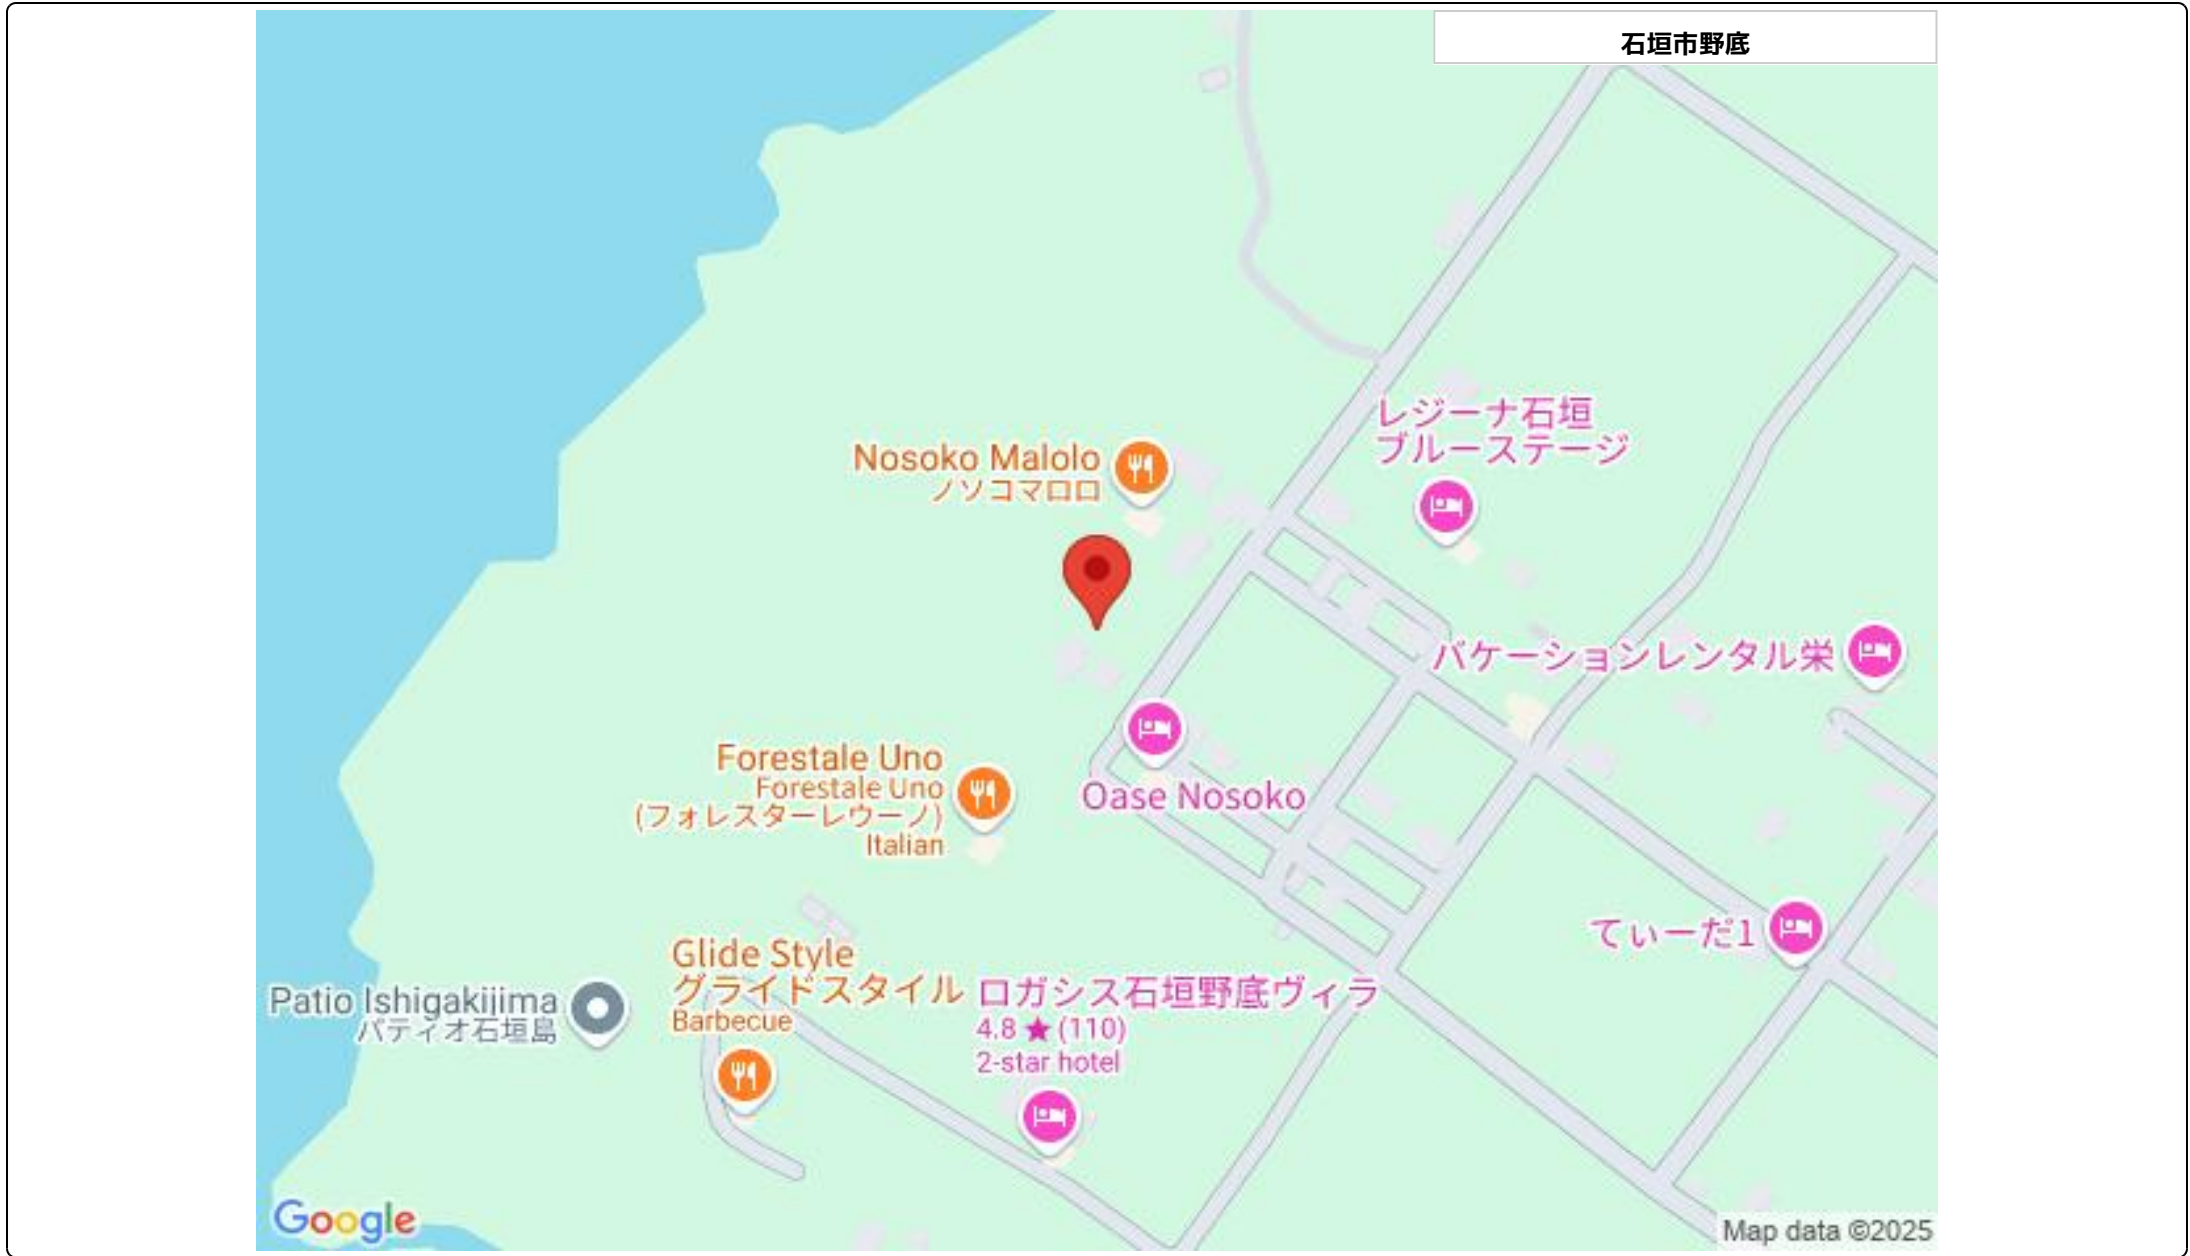 石垣市野底
レジーナ石垣
ブルーステージ
Nosoko Malolo
ノソコマロロ
バケーションレンタル栄
Forestale Uno
Forestale Uno
(フォレスターレウーノ)
Italian
Oase Nosoko
てぃーだ1
Glide Style
グライドスタイル
Barbecue
ロガシス石垣野底ヴィラ
4.8 ★ (110)
2-star hotel
Patio Ishigakijima
パティオ石垣島
Google
Map data ©2025